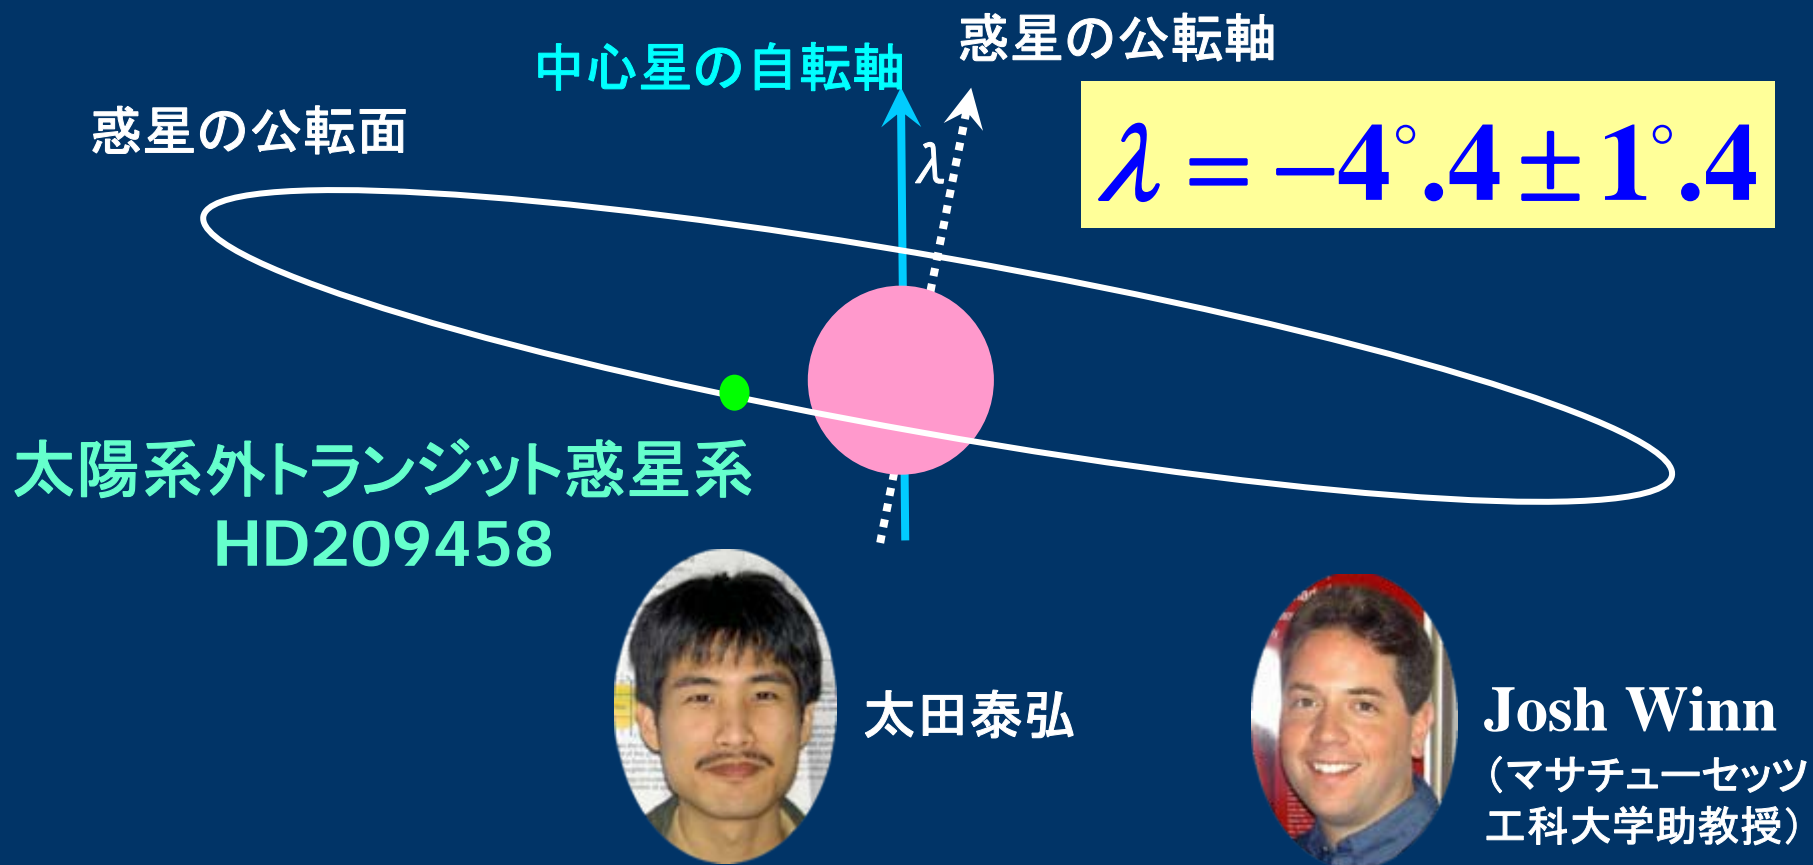 惑星の公転軸
中心星の自転軸
惑星の公転面
λ
λ = −4°.4 ± 1°.4
太陽系外トランジット惑星系
HD209458
太田泰弘
Josh Winn
（マサチューセッツ
工科大学助教授）